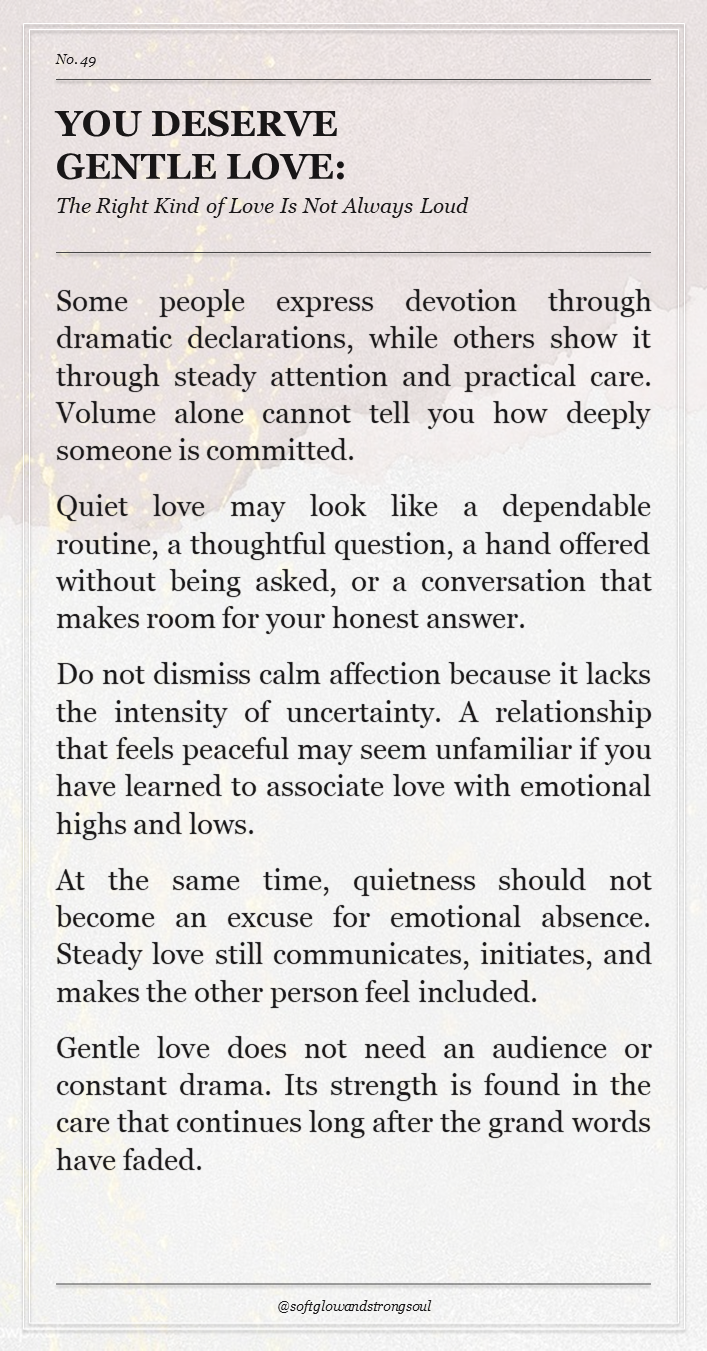 No.49
YOU DESERVE
GENTLE LOVE:
The Right Kind of Love Is Not Always Loud
Some people express devotion through
dramatic declarations, while others show it
through steady attention and practical care.
Volume alone cannot tell you how deeply
someone is committed.
Quiet love may look like a dependable
routine, a thoughtful question, a hand offered
without being asked, or a conversation that
makes room for your honest answer.
Do not dismiss calm affection because it lacks
the intensity of uncertainty. A relationship
that feels peaceful may seem unfamiliar if you
have learned to associate love with emotional
highs and lows.
At the same time, quietness should not
become an excuse for emotional absence.
Steady love still communicates, initiates, and
makes the other person feel included.
Gentle love does not need an audience or
constant drama. Its strength is found in the
care that continues long after the grand words
have faded.
@softglowandstrongsoul